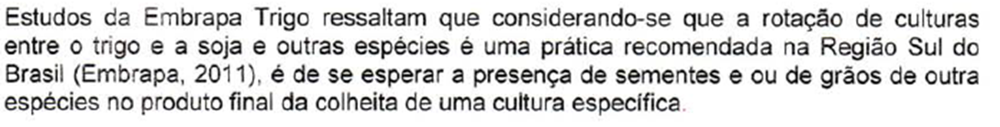 Estudos da Embrapa Trigo ressaltam que considerando-se que a rotação de culturas
entre o trigo e a soja e outras espécies é uma prática recomendada na Região Sul do
Brasil (Embrapa, 2011), é de se esperar a presença de sementes e ou de grãos de outra
espécies no produto final da colheita de uma cultura específica.